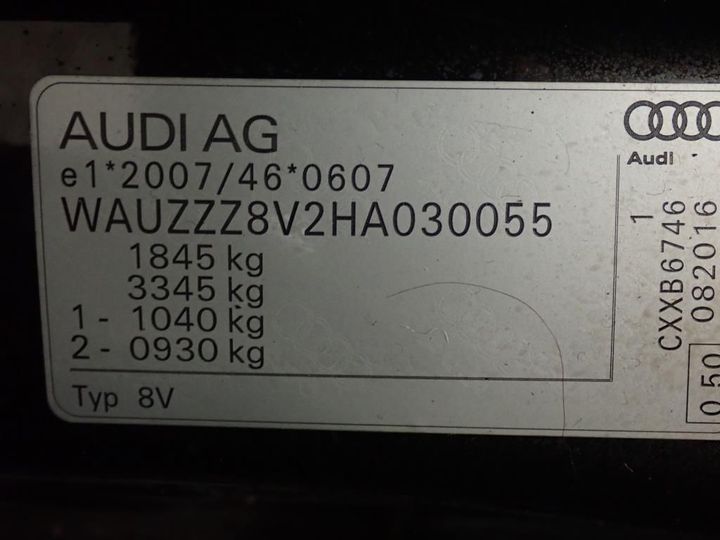 AUDI AG
e1*2007/46*0607
WAUZZZ8V2HA030055
1845 kg
3345 kg
1 - 1040 kg
2 - 0930 kg
Typ 8V
Audi
1
CXXB6746
082016
0.50